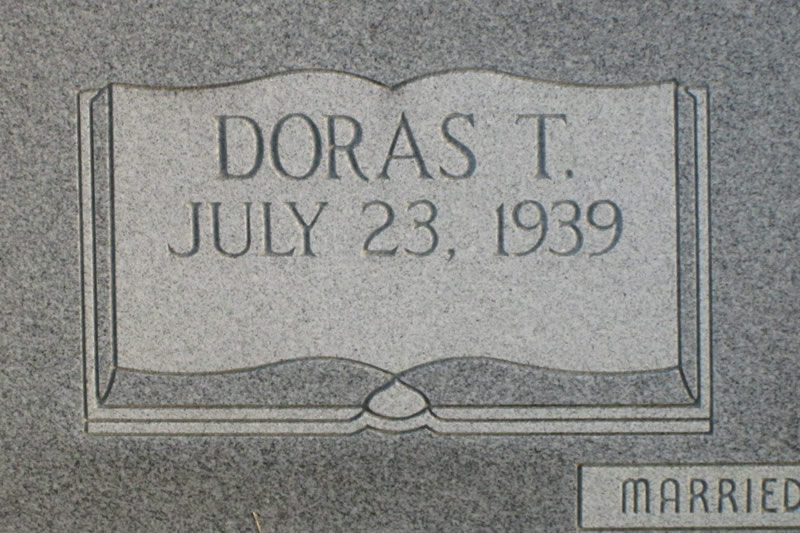 DORAS T.
JULY 23, 1939
MARRIED